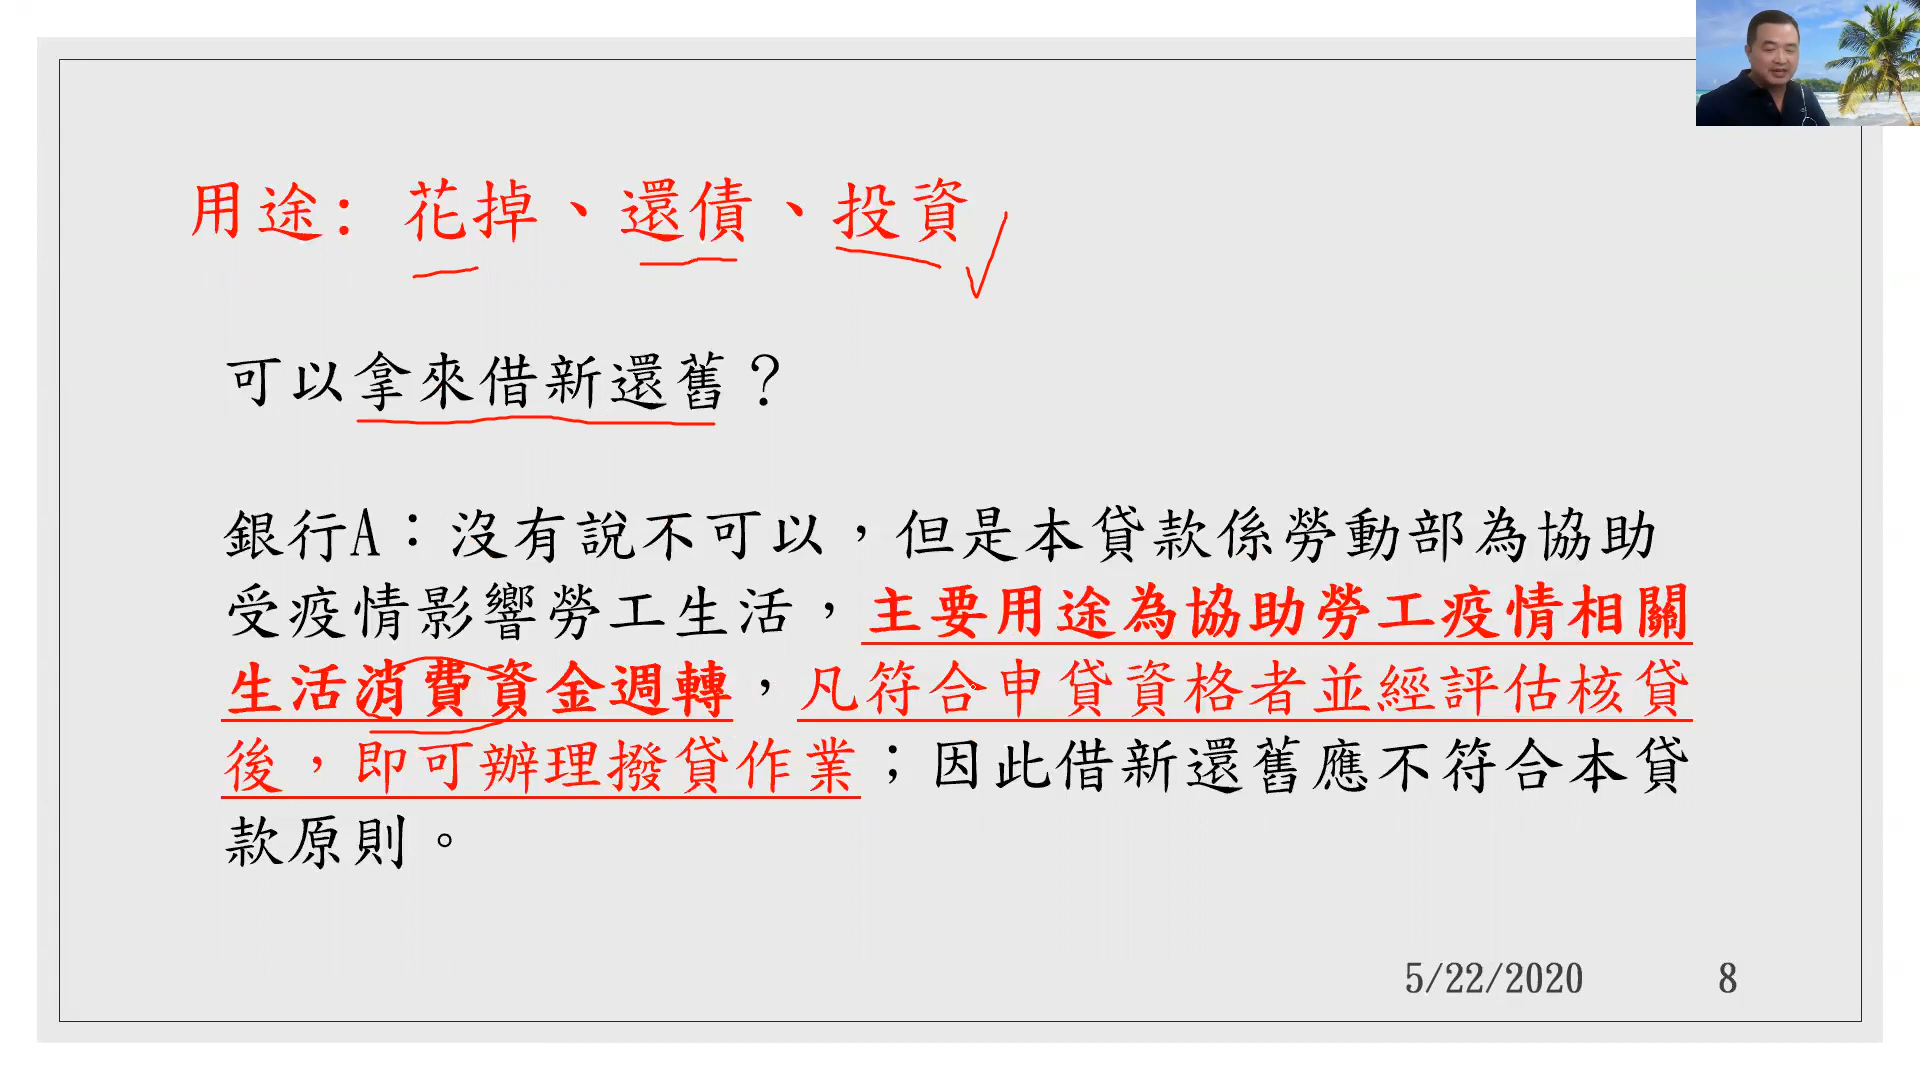 用途: 花掉、還債、投資
可以拿來借新還舊？
銀行A：沒有說不可以，但是本貸款係勞動部為協助
受疫情影響勞工生活，主要用途為協助勞工疫情相關
生活消費資金週轉，凡符合申貸資格者並經評估核貸
後，即可辦理撥貸作業；因此借新還舊應不符合本貸
款原則。
5/22/2020 8